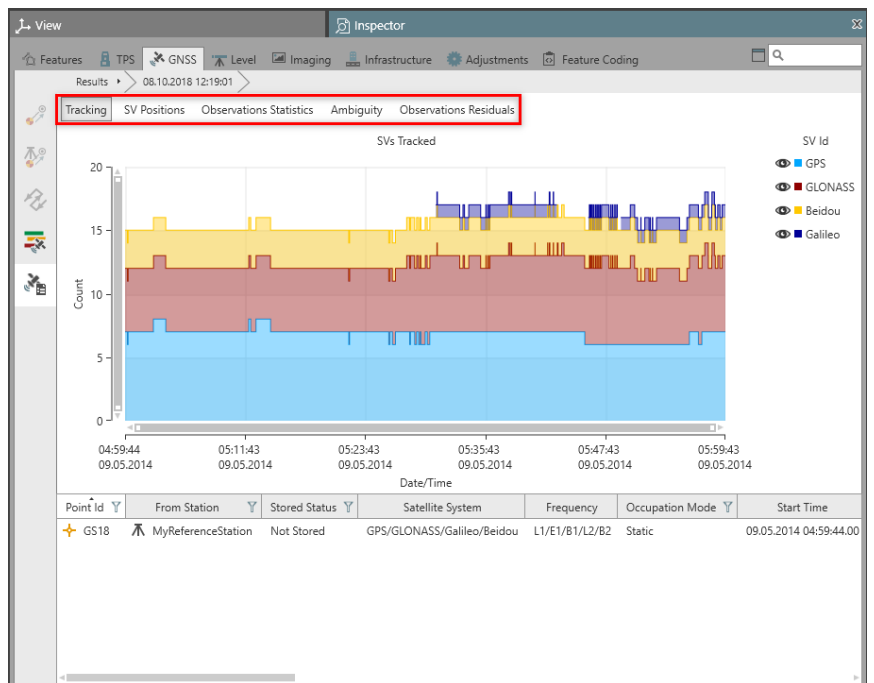 View Inspector
Features TPS GNSS Level Imaging Infrastructure Adjustments Feature Coding
Results 08.10.2018 12:19:01
Tracking SV Positions Observations Statistics Ambiguity Observations Residuals
SVs Tracked
SV Id
GPS
GLONASS
Beidou
Galileo
Count
20
15
10
5
0
04:59:44 05:11:43 05:23:43 05:35:43 05:47:43 05:59:43
09.05.2014 09.05.2014 09.05.2014 09.05.2014 09.05.2014 09.05.2014
Date/Time
Point Id From Station Stored Status Satellite System Frequency Occupation Mode Start Time
GS18 MyReferenceStation Not Stored GPS/GLONASS/Galileo/Beidou L1/E1/B1/L2/B2 Static 09.05.2014 04:59:44.00